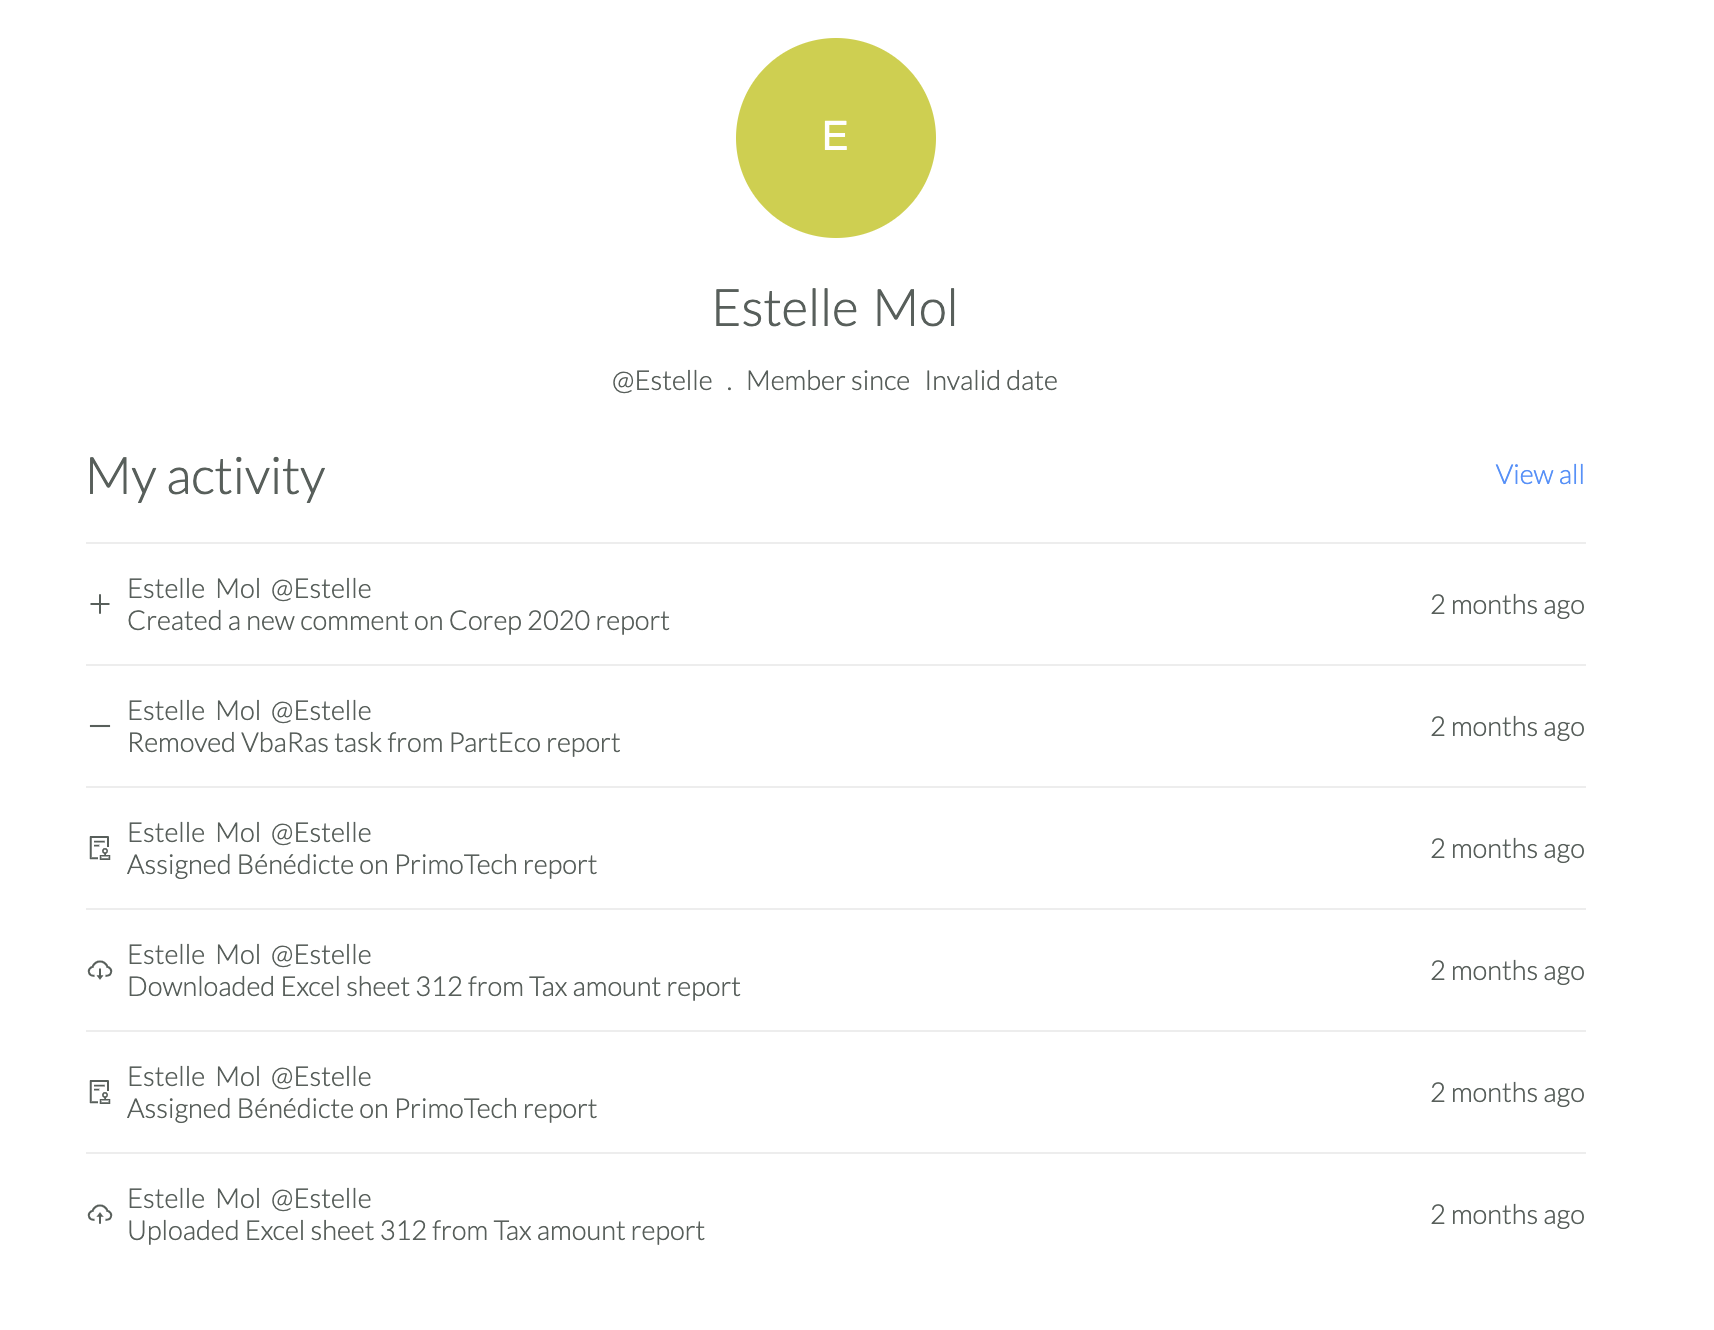 E
Estelle Mol
@Estelle . Member since Invalid date
My activity
View all
Estelle Mol @Estelle
Created a new comment on Corep 2020 report
2 months ago
Estelle Mol @Estelle
Removed VbaRas task from PartEco report
2 months ago
Estelle Mol @Estelle
Assigned Bénédicte on PrimoTech report
2 months ago
Estelle Mol @Estelle
Downloaded Excel sheet 312 from Tax amount report
2 months ago
Estelle Mol @Estelle
Assigned Bénédicte on PrimoTech report
2 months ago
Estelle Mol @Estelle
Uploaded Excel sheet 312 from Tax amount report
2 months ago